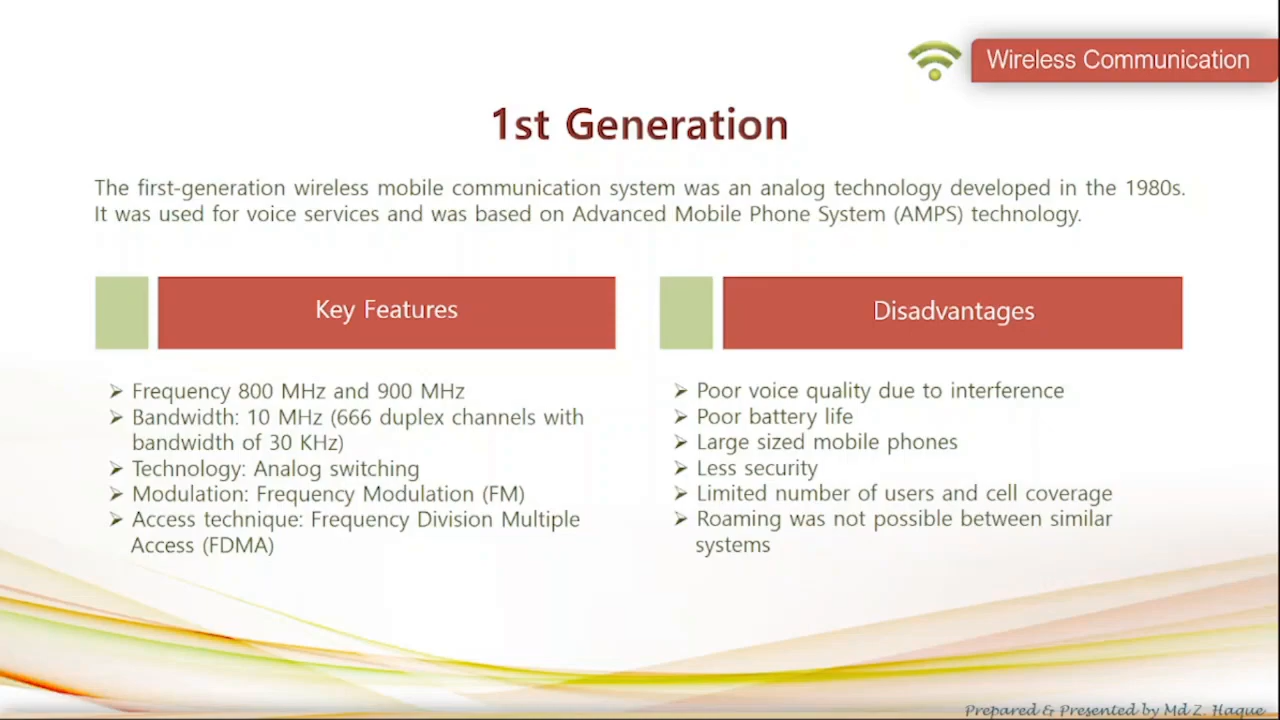 Wireless Communication
1st Generation
The first-generation wireless mobile communication system was an analog technology developed in the 1980s.
It was used for voice services and was based on Advanced Mobile Phone System (AMPS) technology.
Key Features
➢ Frequency 800 MHz and 900 MHz
➢ Bandwidth: 10 MHz (666 duplex channels with
bandwidth of 30 KHz)
➢ Technology: Analog switching
➢ Modulation: Frequency Modulation (FM)
➢ Access technique: Frequency Division Multiple
Access (FDMA)
Disadvantages
➢ Poor voice quality due to interference
➢ Poor battery life
➢ Large sized mobile phones
➢ Less security
➢ Limited number of users and cell coverage
➢ Roaming was not possible between similar
systems
Prepared & Presented by Md Z. Haque